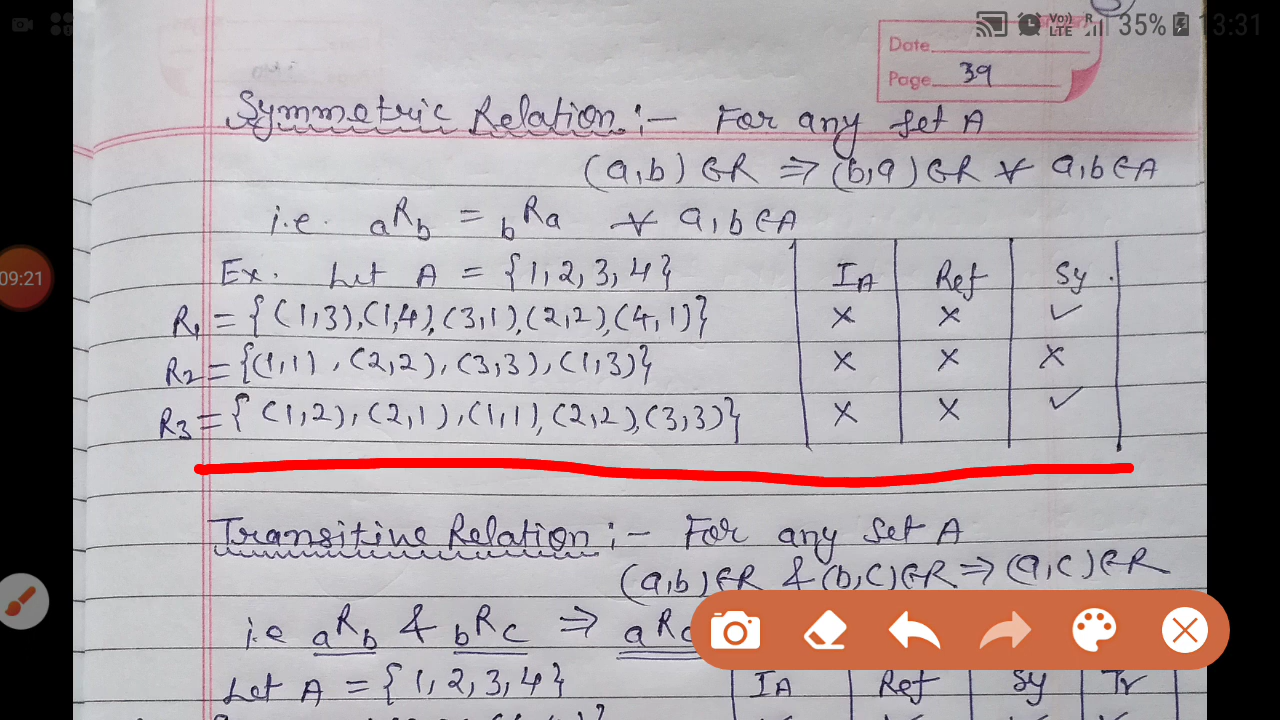 Vo)) R
LTE 35% 13:31
Date
Page 39
Symmetric Relation :- For any set A
(a,b) ∈R ⇒ (b,a)∈R ∀ a,b∈A
i.e. aRb = bRa ∀ a,b∈A
Ex. Let A = {1,2,3,4} IA Ref Sy.
R1 = {(1,3),(1,4),(3,1),(2,2),(4,1)} × × ✓
R2 = {(1,1), (2,2), (3,3), (1,3)} × × ×
R3 = {(1,2),(2,1),(1,1),(2,2),(3,3)} × × ✓
09:21
Transitive Relation :- For any Set A
(a,b)∈R & (b,c)∈R ⇒ (a,c)∈R
i.e aRb & bRc ⇒ aRc
Let A = {1,2,3,4} IA Ref Sy Tr